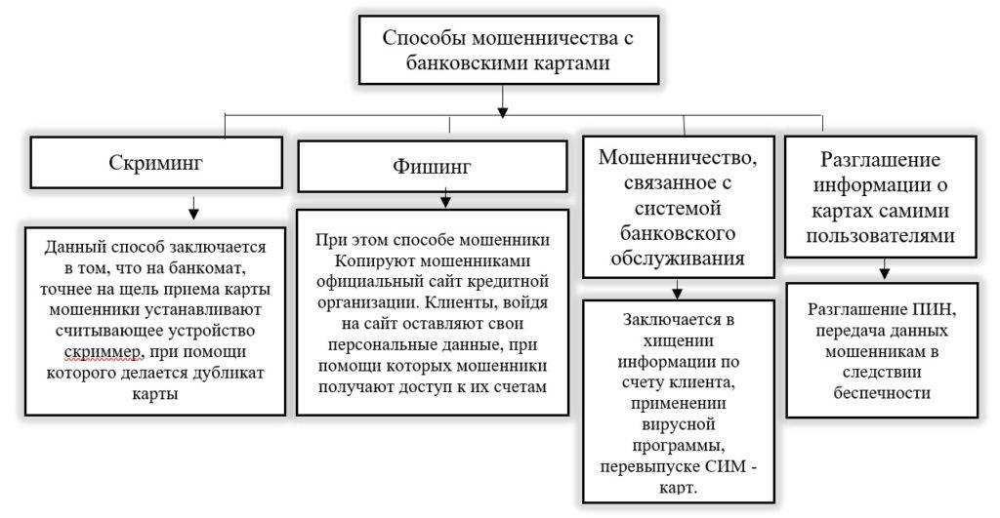 Способы мошенничества с
банковскими картами
Скриминг
Данный способ заключается
в том, что на банкомат,
точнее на щель приема карты
мошенники устанавливают
считывающее устройство
скриммер, при помощи
которого делается дубликат
карты
Фишинг
При этом способе мошенники
Копируют мошенниками
официальный сайт кредитной
организации. Клиенты, войдя
на сайт оставляют свои
персональные данные, при
помощи которых мошенники
получают доступ к их счетам
Мошенничество,
связанное с
системой
банковского
обслуживания
Заключается в
хищении
информации по
счету клиента,
применении
вирусной
программы,
перевыпуске СИМ -
карт.
Разглашение
информации о
картах самими
пользователями
Разглашение ПИН,
передача данных
мошенникам в
следствии
беспечности